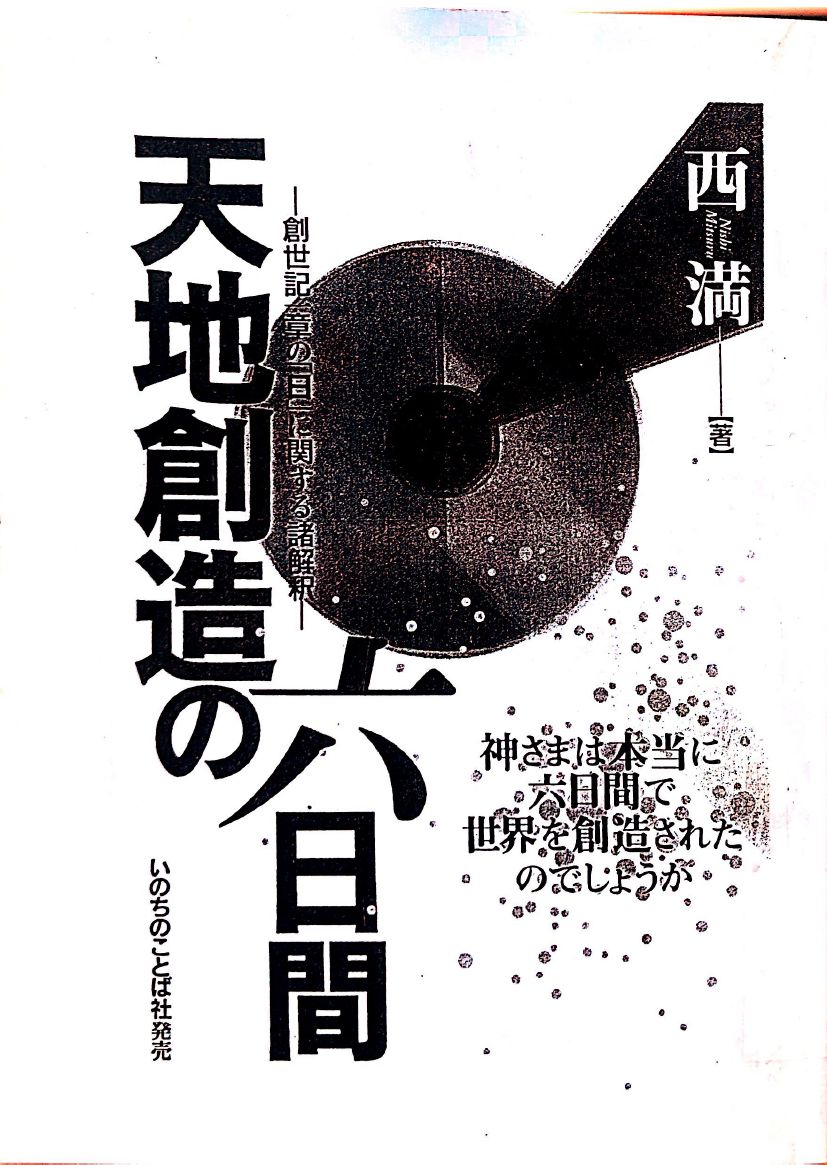 西 満
Nishi
Mitsuru
【著】
天地創造の
六日間
―創世記一章の「日」に関する諸解釈―
神さまは本当に
六日間で
世界を創造された
のでしょうか
いのちのことば社発売